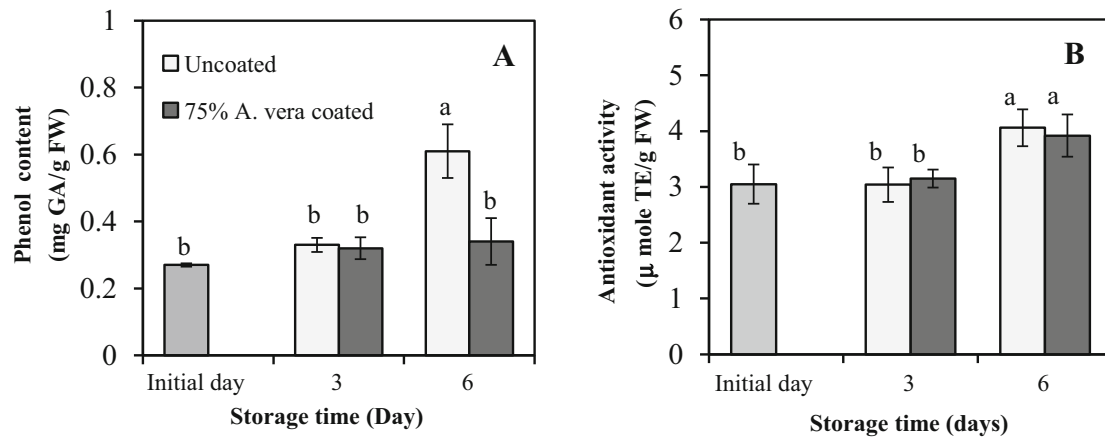 A
Uncoated
75% A. vera coated
Phenol content
(mg GA/g FW)
1
0.8
0.6
0.4
0.2
0
b
b
b
a
b
Initial day
3
6
Storage time (Day)
B
Antioxidant activity
(µ mole TE/g FW)
6
5
4
3
2
1
0
b
b
b
a
a
Initial day
3
6
Storage time (days)